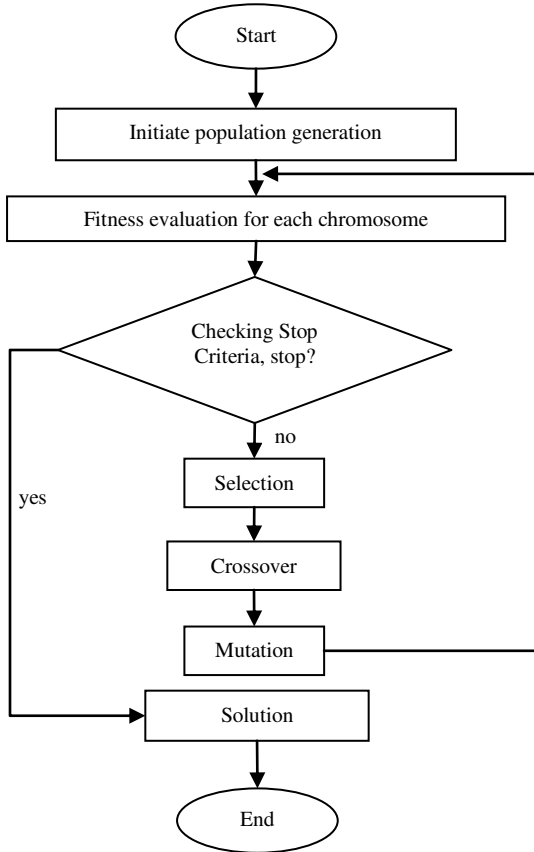 Start
Initiate population generation
Fitness evaluation for each chromosome
Checking Stop
Criteria, stop?
no
yes
Selection
Crossover
Mutation
Solution
End